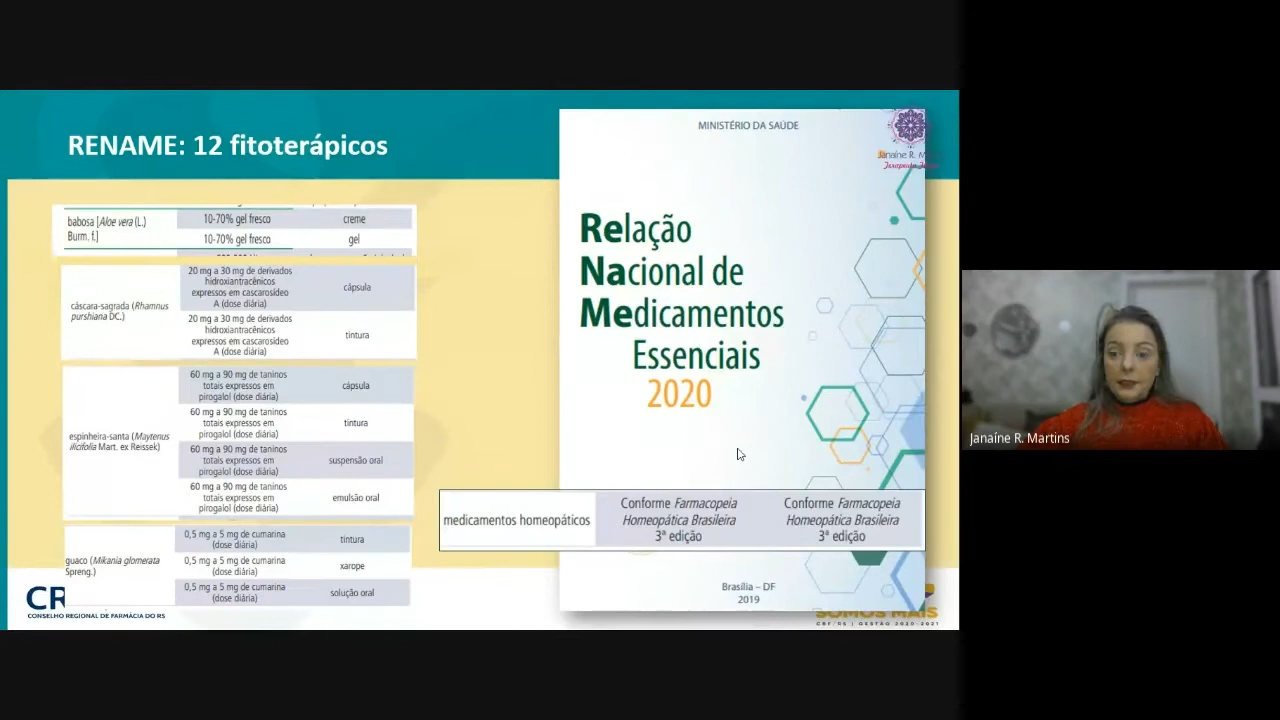 RENAME: 12 fitoterápicos
babosa [Aloe vera (L.)
Burm. f.]
10-70% gel fresco
creme
10-70% gel fresco
gel
cáscara-sagrada (Rhamnus
purshiana DC.)
20 mg a 30 mg de derivados
hidroxiantracênicos
expressos em cascarosídeo
A (dose diária)
cápsula
20 mg a 30 mg de derivados
hidroxiantracênicos
expressos em cascarosídeo
A (dose diária)
tintura
espinheira-santa (Maytenus
ilicifolia Mart. ex Reissek)
60 mg a 90 mg de taninos
totais expressos em
pirogalol (dose diária)
cápsula
60 mg a 90 mg de taninos
totais expressos em
pirogalol (dose diária)
tintura
60 mg a 90 mg de taninos
totais expressos em
pirogalol (dose diária)
suspensão oral
60 mg a 90 mg de taninos
totais expressos em
pirogalol (dose diária)
emulsão oral
guaco (Mikania glomerata
Spreng.)
0,5 mg a 5 mg de cumarina
(dose diária)
tintura
0,5 mg a 5 mg de cumarina
(dose diária)
xarope
0,5 mg a 5 mg de cumarina
(dose diária)
solução oral
CR
CONSELHO REGIONAL DE FARMÁCIA DO RS
MINISTÉRIO DA SAÚDE
Janaíne R.
Relação
Nacional de
Medicamentos
Essenciais
2020
medicamentos homeopáticos
Conforme Farmacopeia
Homeopática Brasileira
3ª edição
Conforme Farmacopeia
Homeopática Brasileira
3ª edição
Brasília – DF
2019
SOMOS MAIS
CRF/RS | GESTÃO 2020-2021
Janaíne R. Martins